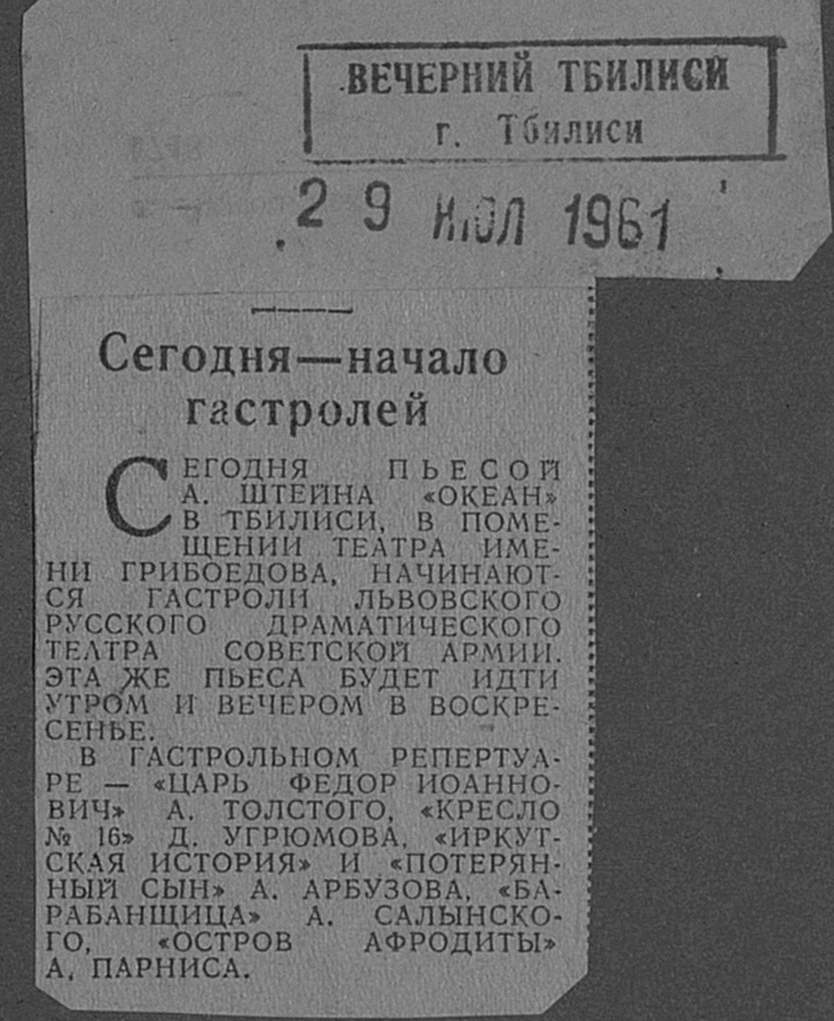 ВЕЧЕРНИЙ ТБИЛИСИ
г. Тбилиси
29 ИЮЛ 1961
Сегодня—начало
гастролей
СЕГОДНЯ ПЬЕСОЙ
А. ШТЕЙНА «ОКЕАН»
В ТБИЛИСИ, В ПОМЕ-
ЩЕНИИ ТЕАТРА ИМЕ-
НИ ГРИБОЕДОВА, НАЧИНАЮТ-
СЯ ГАСТРОЛИ ЛЬВОВСКОГО
РУССКОГО ДРАМАТИЧЕСКОГО
ТЕАТРА СОВЕТСКОЙ АРМИИ.
ЭТА ЖЕ ПЬЕСА БУДЕТ ИДТИ
УТРОМ И ВЕЧЕРОМ В ВОСКРЕ-
СЕНЬЕ.
В ГАСТРОЛЬНОМ РЕПЕРТУА-
РЕ — «ЦАРЬ ФЕДОР ИОАННО-
ВИЧ» А. ТОЛСТОГО, «КРЕСЛО
№ 16» Д. УГРЮМОВА, «ИРКУТ-
СКАЯ ИСТОРИЯ» И «ПОТЕРЯН-
НЫЙ СЫН» А. АРБУЗОВА, «БА-
РАБАНЩИЦА» А. САЛЫНСКО-
ГО, «ОСТРОВ АФРОДИТЫ»
А. ПАРНИСА.